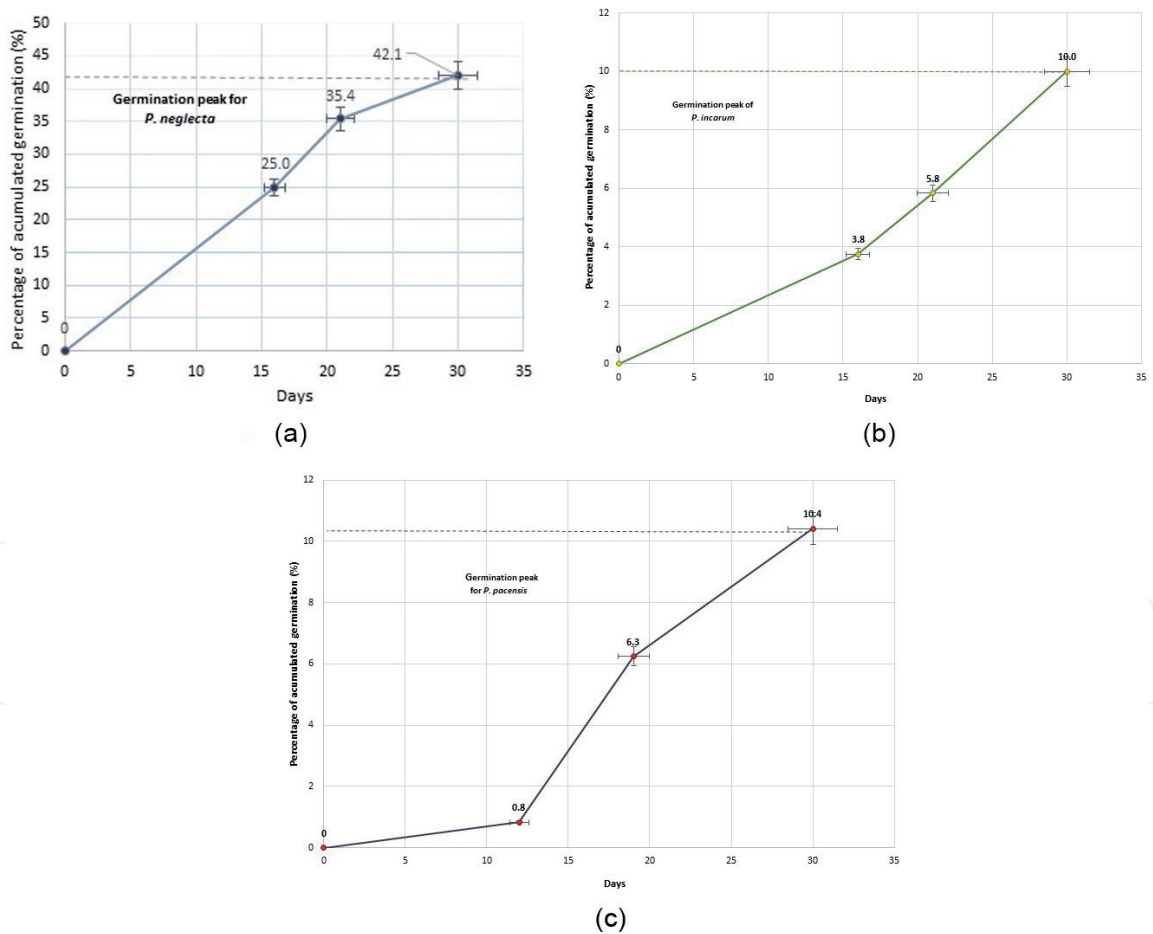 Percentage of acumulated germination (%)
50
45
40
35
30
25
20
15
10
5
0
42.1
Germination peak for
P. neglecta
35.4
25.0
0
0 5 10 15 20 25 30 35
Days
(a)
Percentage of acumulated germination (%)
12
10
8
6
4
2
0
10.0
Germination peak of
P. incarum
5.8
3.8
0
0 5 10 15 20 25 30 35
Days
(b)
Percentage of acumulated germination (%)
12
10
8
6
4
2
0
10.4
Germination peak
for P. pacensis
6.3
0.8
0
0 5 10 15 20 25 30 35
Days
(c)